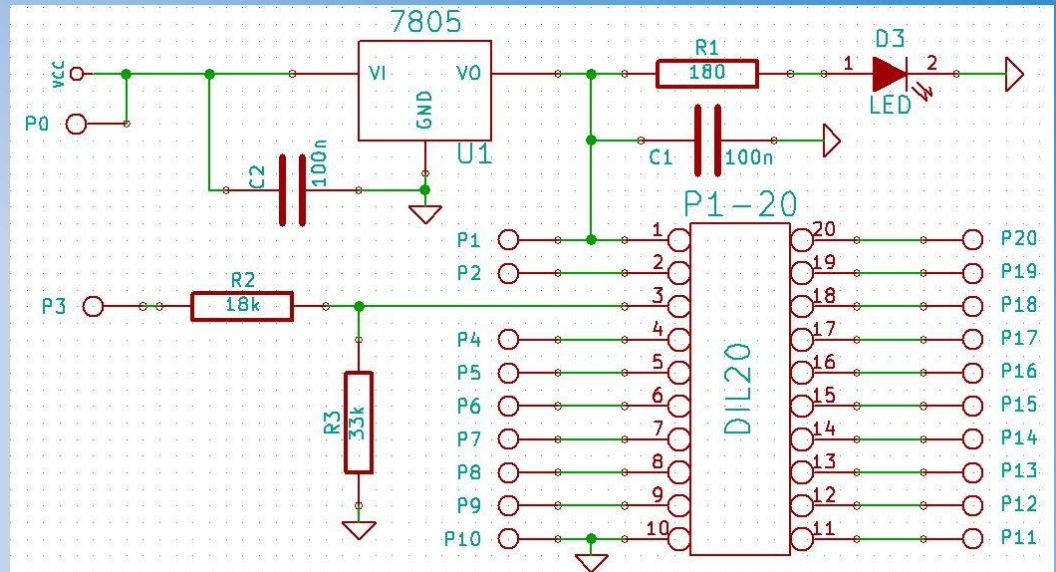 7805
VCC
P0
VI
VO
GND
U1
C2
100n
R1
180
1
D3
2
LED
C1
100n
P1-20
P1
1
20
P20
P2
2
19
P19
P3
R2
18k
3
18
P18
P4
4
17
P17
P5
5
16
P16
P6
6
15
P15
R3
33k
DIL20
P7
7
14
P14
P8
8
13
P13
P9
9
12
P12
P10
10
11
P11